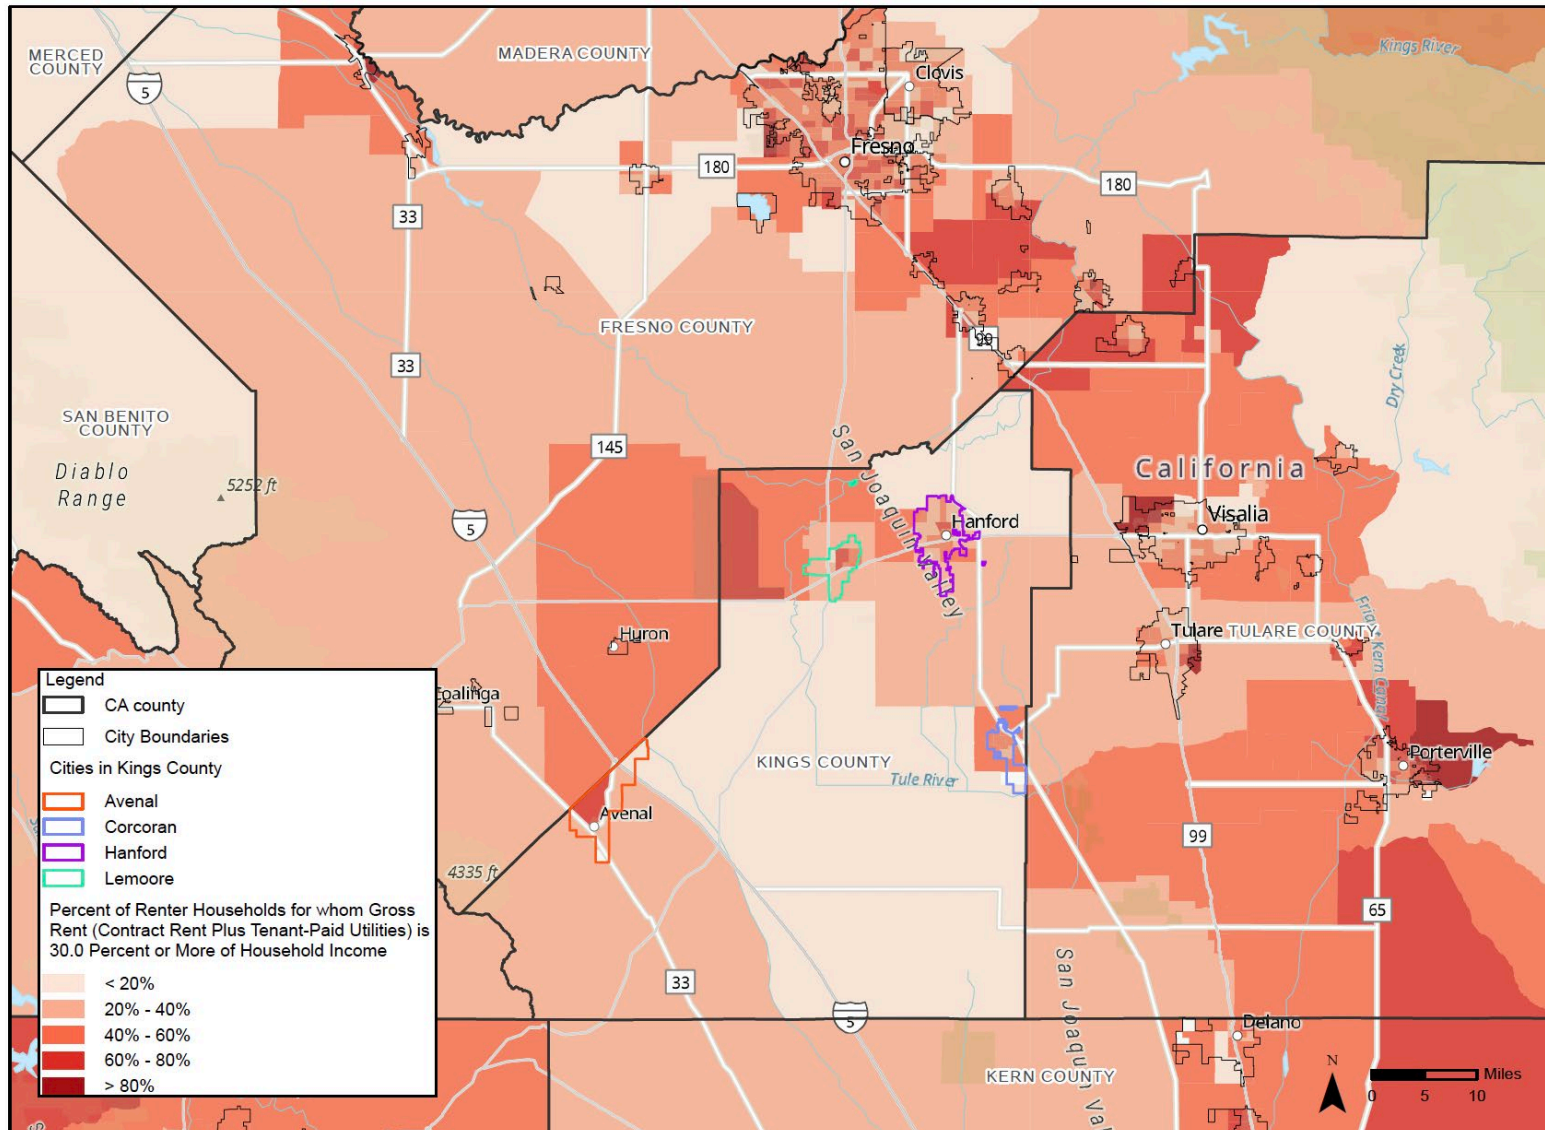 MERCED
COUNTY
MADERA COUNTY
Kings River
Clovis
5
Fresno
180
180
33
FRESNO COUNTY
99
33
Dry Creek
SAN BENITO
COUNTY
Diablo
Range
5252 ft
145
San Joaquin Valley
California
5
Hanford
Visalia
Huron
Tulare
TULARE COUNTY
Friant Kern Canal
Coalinga
KINGS COUNTY
Tule River
Porterville
Avenal
99
4335 ft
65
33
San Joaquin Val
5
Delano
KERN COUNTY
Legend
CA county
City Boundaries
Cities in Kings County
Avenal
Corcoran
Hanford
Lemoore
Percent of Renter Households for whom Gross
Rent (Contract Rent Plus Tenant-Paid Utilities) is
30.0 Percent or More of Household Income
< 20%
20% - 40%
40% - 60%
60% - 80%
> 80%
N
Miles
0 5 10